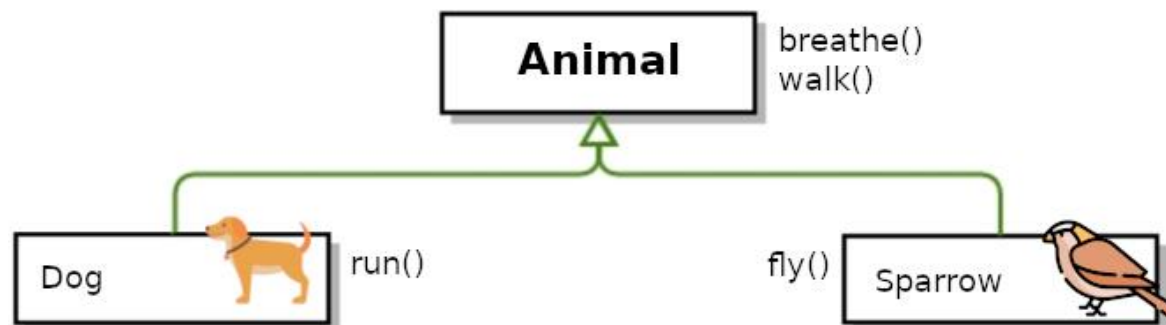 Animal
breathe()
walk()
Dog
run()
fly()
Sparrow